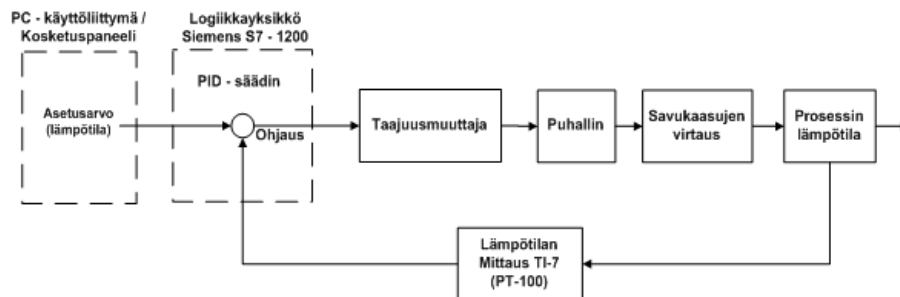 PC - käyttöliittymä /
Kosketuspaneeli
Logiikkayksikkö
Siemens S7 - 1200
PID - säädin
Asetusarvo
(lämpötila)
Ohjaus
Taajuusmuuttaja
Puhallin
Savukaasujen
virtaus
Prosessin
lämpötila
Lämpötilan
Mittaus TI-7
(PT-100)